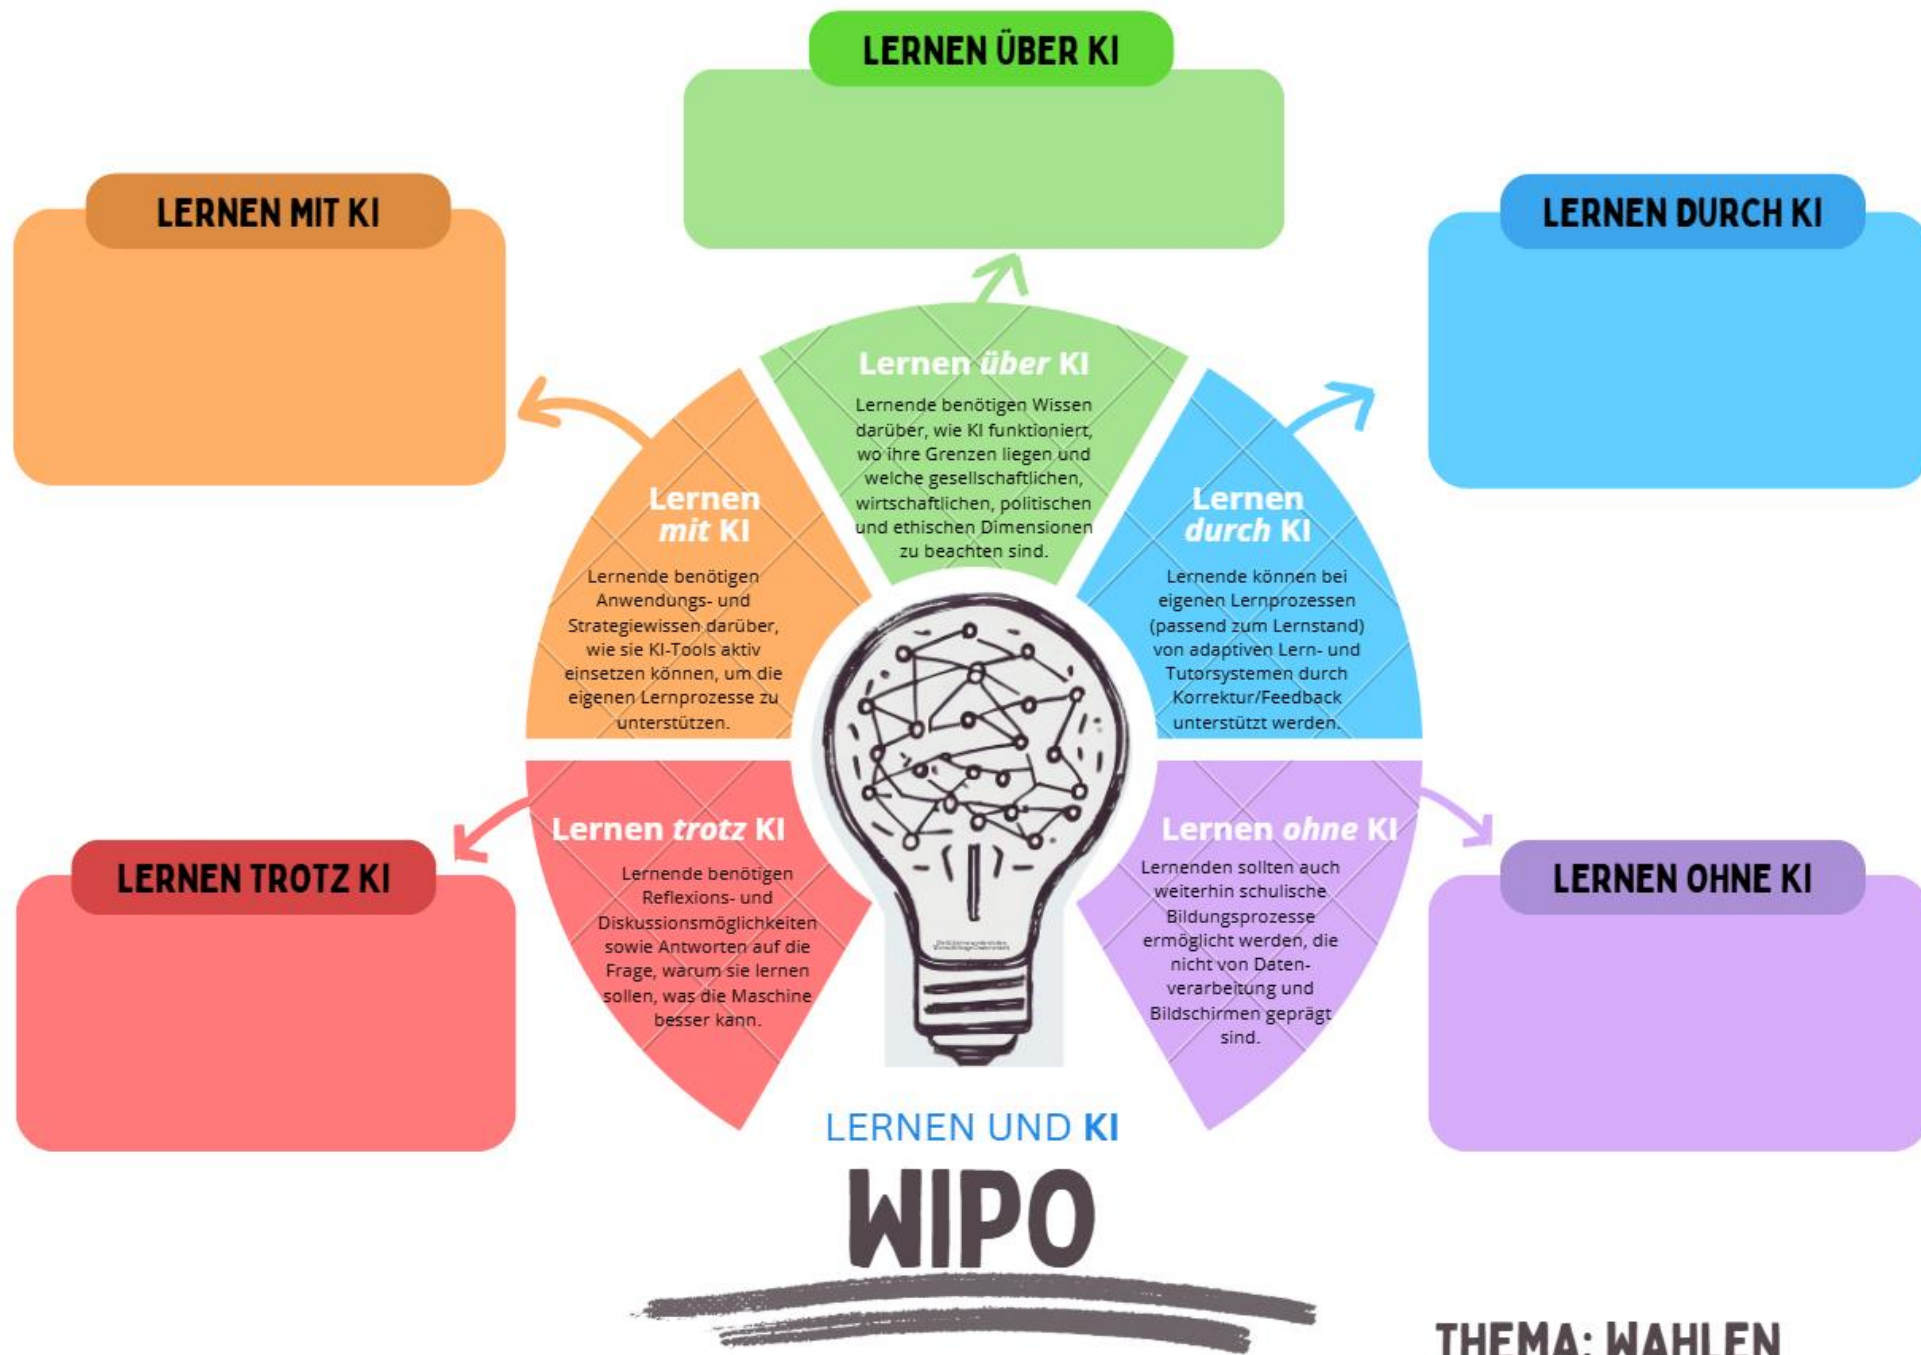 LERNEN ÜBER KI
LERNEN MIT KI
LERNEN DURCH KI
Lernen über KI
Lernende benötigen Wissen
darüber, wie KI funktioniert,
wo ihre Grenzen liegen und
welche gesellschaftlichen,
wirtschaftlichen, politischen
und ethischen Dimensionen
zu beachten sind.
Lernen
mit KI
Lernende benötigen
Anwendungs- und
Strategiewissen darüber,
wie sie KI-Tools aktiv
einsetzen können, um die
eigenen Lernprozesse zu
unterstützen.
Lernen
durch KI
Lernende können bei
eigenen Lernprozessen
(passend zum Lernstand)
von adaptiven Lern- und
Tutorsystemen durch
Korrektur/Feedback
unterstützt werden.
Lernen trotz KI
Lernende benötigen
Reflexions- und
Diskussionsmöglichkeiten
sowie Antworten auf die
Frage, warum sie lernen
sollen, was die Maschine
besser kann.
Lernen ohne KI
Lernenden sollten auch
weiterhin schulische
Bildungsprozesse
ermöglicht werden, die
nicht von Daten-
verarbeitung und
Bildschirmen geprägt
sind.
LERNEN TROTZ KI
LERNEN OHNE KI
LERNEN UND KI
WIPO
THEMA: WAHLEN